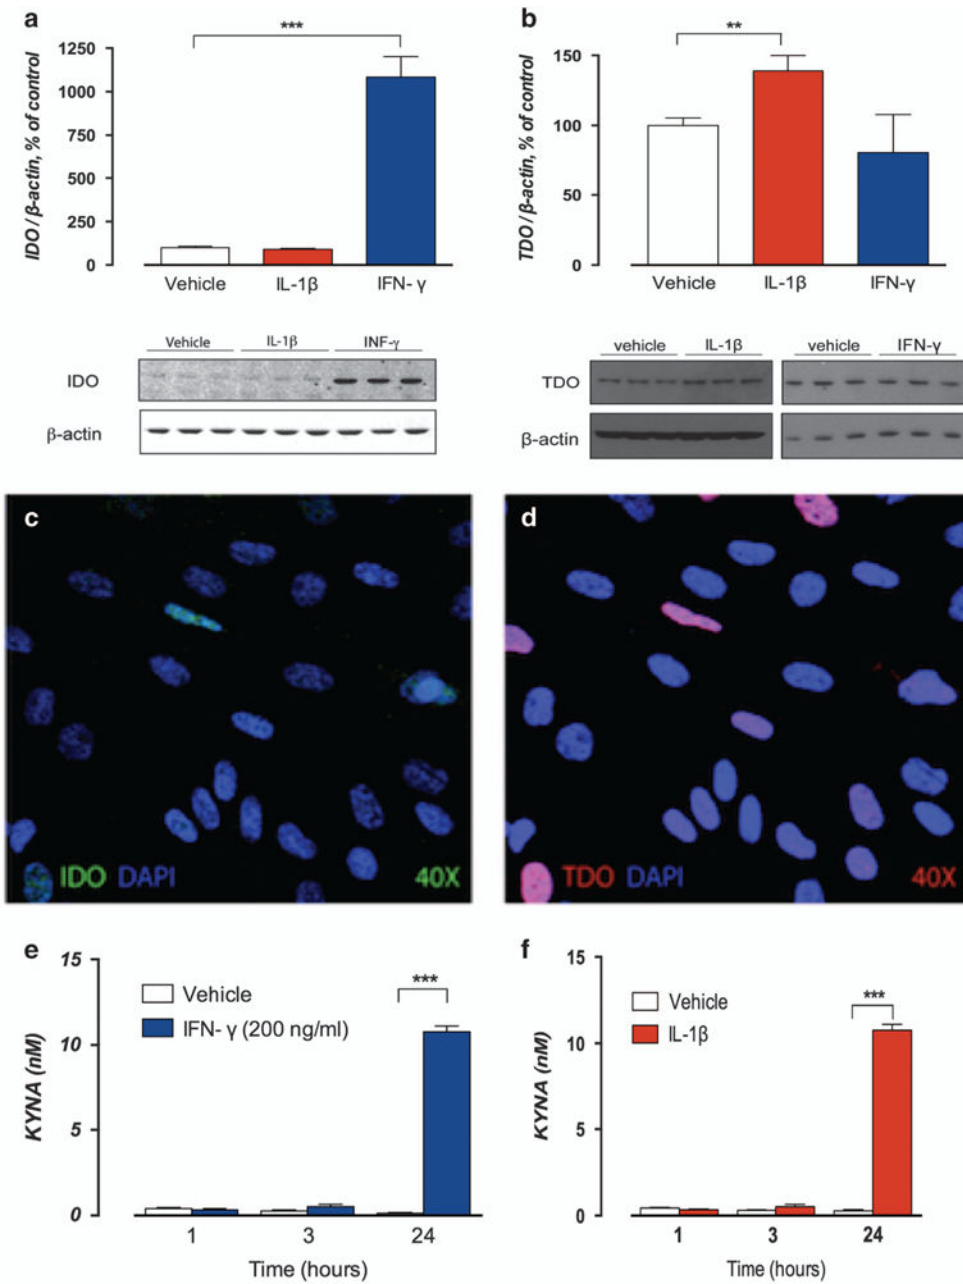 a
***
IDO / β-actin, % of control
1250
1000
750
500
250
0
Vehicle IL-1β IFN- γ
b
**
TDO / β-actin, % of control
150
100
50
0
Vehicle IL-1β IFN-γ
Vehicle IL-1β INF-γ
IDO
β-actin
vehicle IL-1β vehicle IFN-γ
TDO
β-actin
c
IDO DAPI 40X
d
TDO DAPI 40X
e
KYNA (nM)
15
10
5
0
Vehicle
IFN- γ (200 ng/ml)
***
1 3 24
Time (hours)
f
KYNA (nM)
15
10
5
0
Vehicle
IL-1β
***
1 3 24
Time (hours)